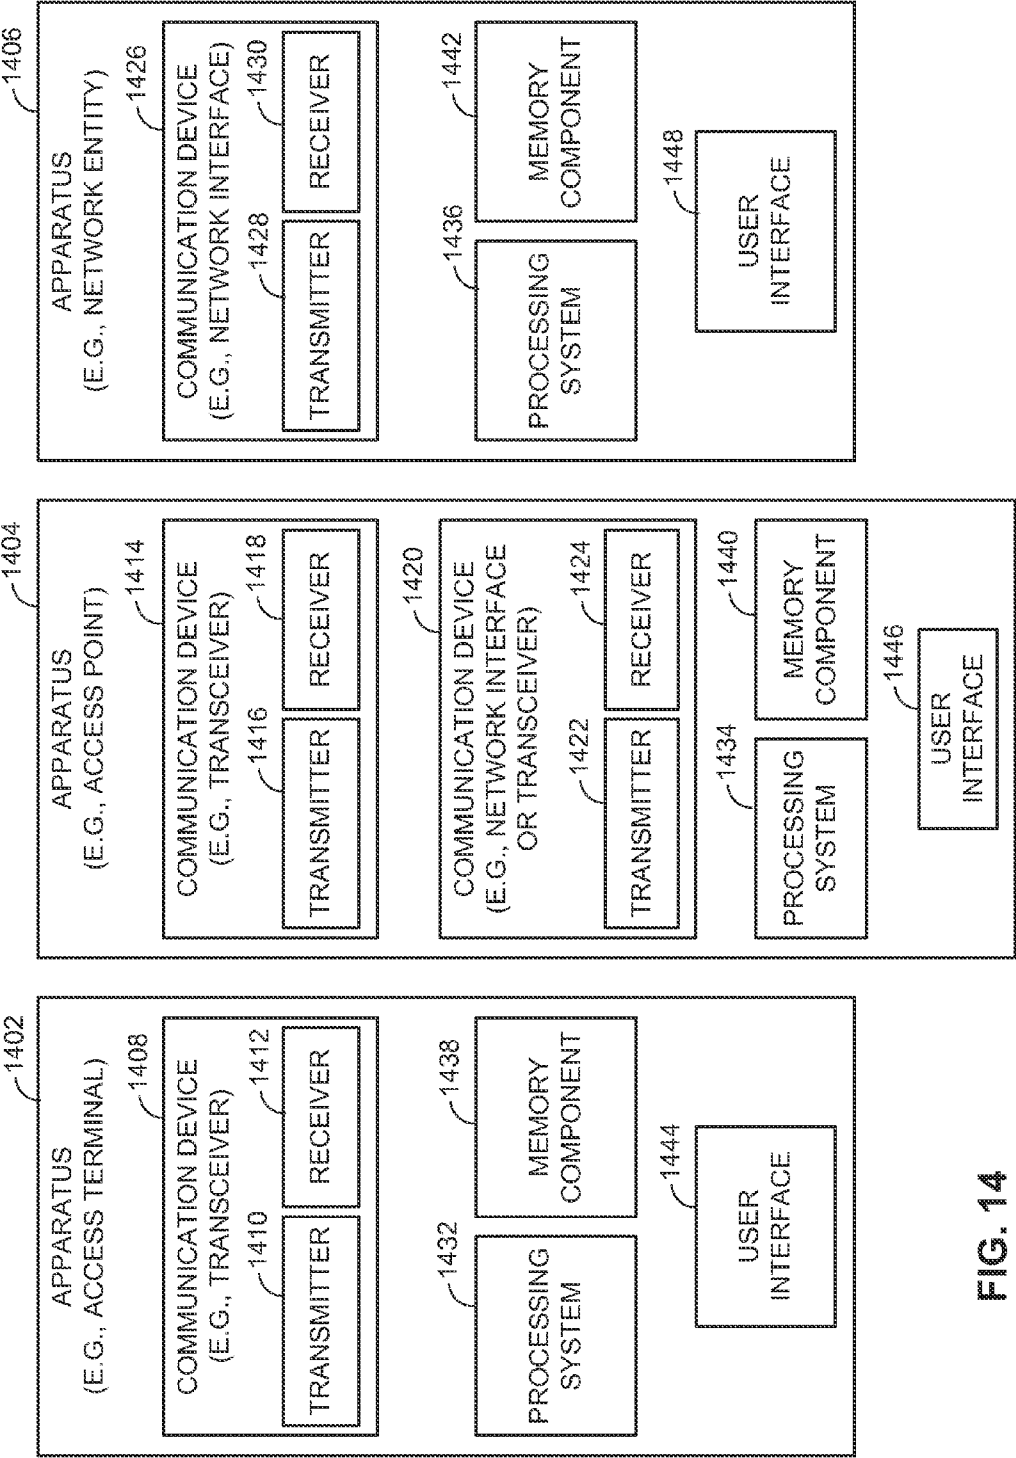 1402
APPARATUS
(E.G., ACCESS TERMINAL)
1408
COMMUNICATION DEVICE
(E.G., TRANSCEIVER)
1410
1412
TRANSMITTER
RECEIVER
1432
1438
PROCESSING
SYSTEM
MEMORY
COMPONENT
1444
USER
INTERFACE
1404
APPARATUS
(E.G., ACCESS POINT)
1414
COMMUNICATION DEVICE
(E.G., TRANSCEIVER)
1416
1418
TRANSMITTER
RECEIVER
1420
COMMUNICATION DEVICE
(E.G., NETWORK INTERFACE
OR TRANSCEIVER)
1422
1424
TRANSMITTER
RECEIVER
1434
1440
PROCESSING
SYSTEM
MEMORY
COMPONENT
1446
USER
INTERFACE
1406
APPARATUS
(E.G., NETWORK ENTITY)
1426
COMMUNICATION DEVICE
(E.G., NETWORK INTERFACE)
1428
1430
TRANSMITTER
RECEIVER
1436
1442
PROCESSING
SYSTEM
MEMORY
COMPONENT
1448
USER
INTERFACE
FIG. 14